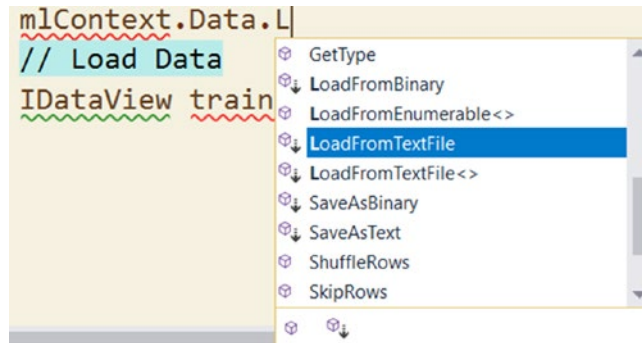 mlContext.Data.L
// Load Data
IDataView train
GetType
LoadFromBinary
LoadFromEnumerable<>
LoadFromTextFile
LoadFromTextFile<>
SaveAsBinary
SaveAsText
ShuffleRows
SkipRows